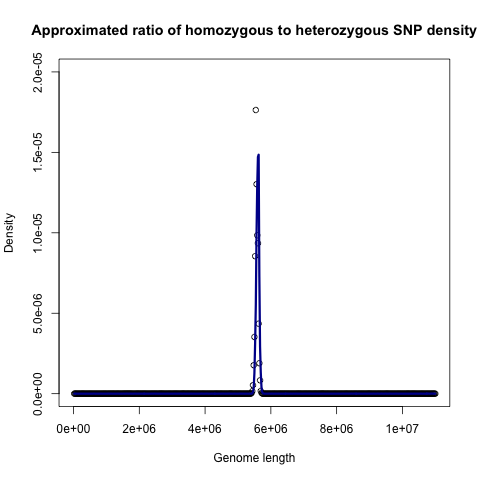 Approximated ratio of homozygous to heterozygous SNP density
2.0e-05
1.5e-05
1.0e-05
5.0e-06
0.0e+00
Density
0e+00 2e+06 4e+06 6e+06 8e+06 1e+07
Genome length